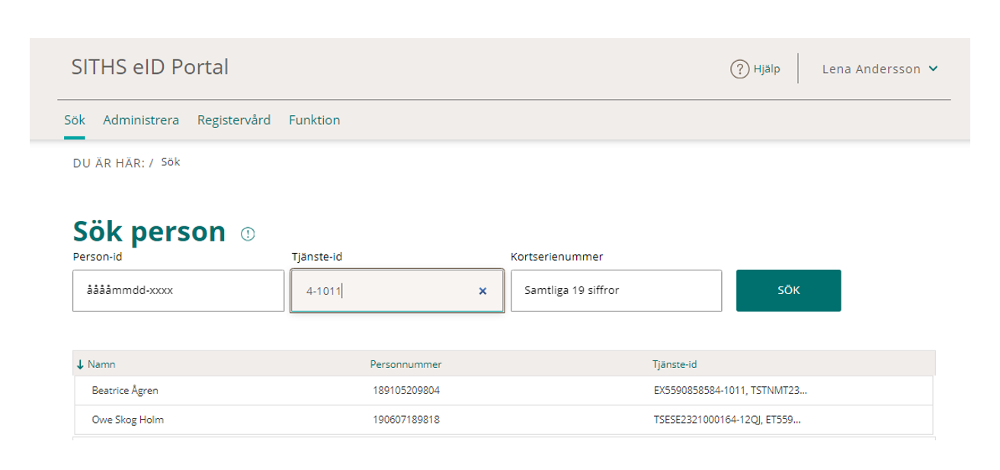 SITHS eID Portal
? Hjälp
Lena Andersson
Sök Administrera Registervård Funktion
DU ÄR HÄR: / Sök
Sök person
Person-id Tjänste-id Kortserienummer
ååååmmdd-xxxx 4-1011 Samtliga 19 siffror SÖK
Namn Personnummer Tjänste-id
Beatrice Ågren 189105209804 EX5590858584-1011, TSTNMT23...
Owe Skog Holm 190607189818 TSESE2321000164-12QJ, ET559...